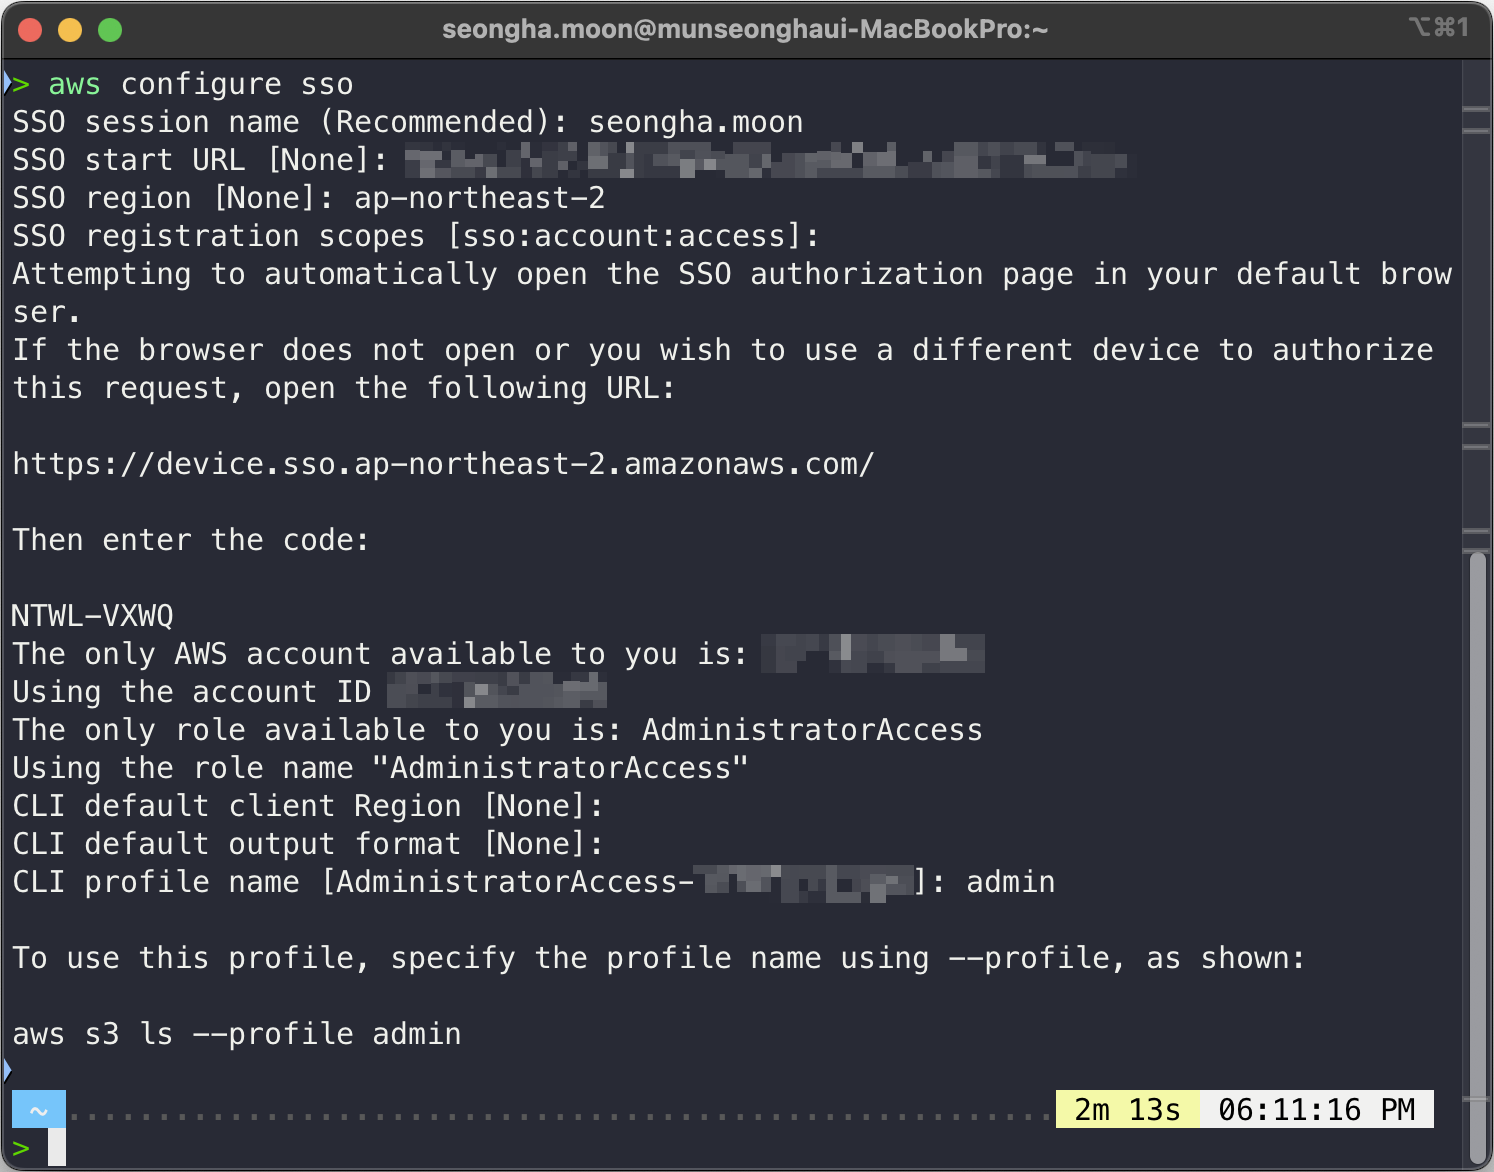 seongha.moon@munseonghaui-MacBookPro:~
⌥⌘1
> aws configure sso
SSO session name (Recommended): seongha.moon
SSO start URL [None]:
SSO region [None]: ap-northeast-2
SSO registration scopes [sso:account:access]:
Attempting to automatically open the SSO authorization page in your default brow
ser.
If the browser does not open or you wish to use a different device to authorize
this request, open the following URL:
https://device.sso.ap-northeast-2.amazonaws.com/
Then enter the code:
NTWL-VXWQ
The only AWS account available to you is:
Using the account ID
The only role available to you is: AdministratorAccess
Using the role name "AdministratorAccess"
CLI default client Region [None]:
CLI default output format [None]:
CLI profile name [AdministratorAccess-]: admin
To use this profile, specify the profile name using --profile, as shown:
aws s3 ls --profile admin
~ 2m 13s 06:11:16 PM
>